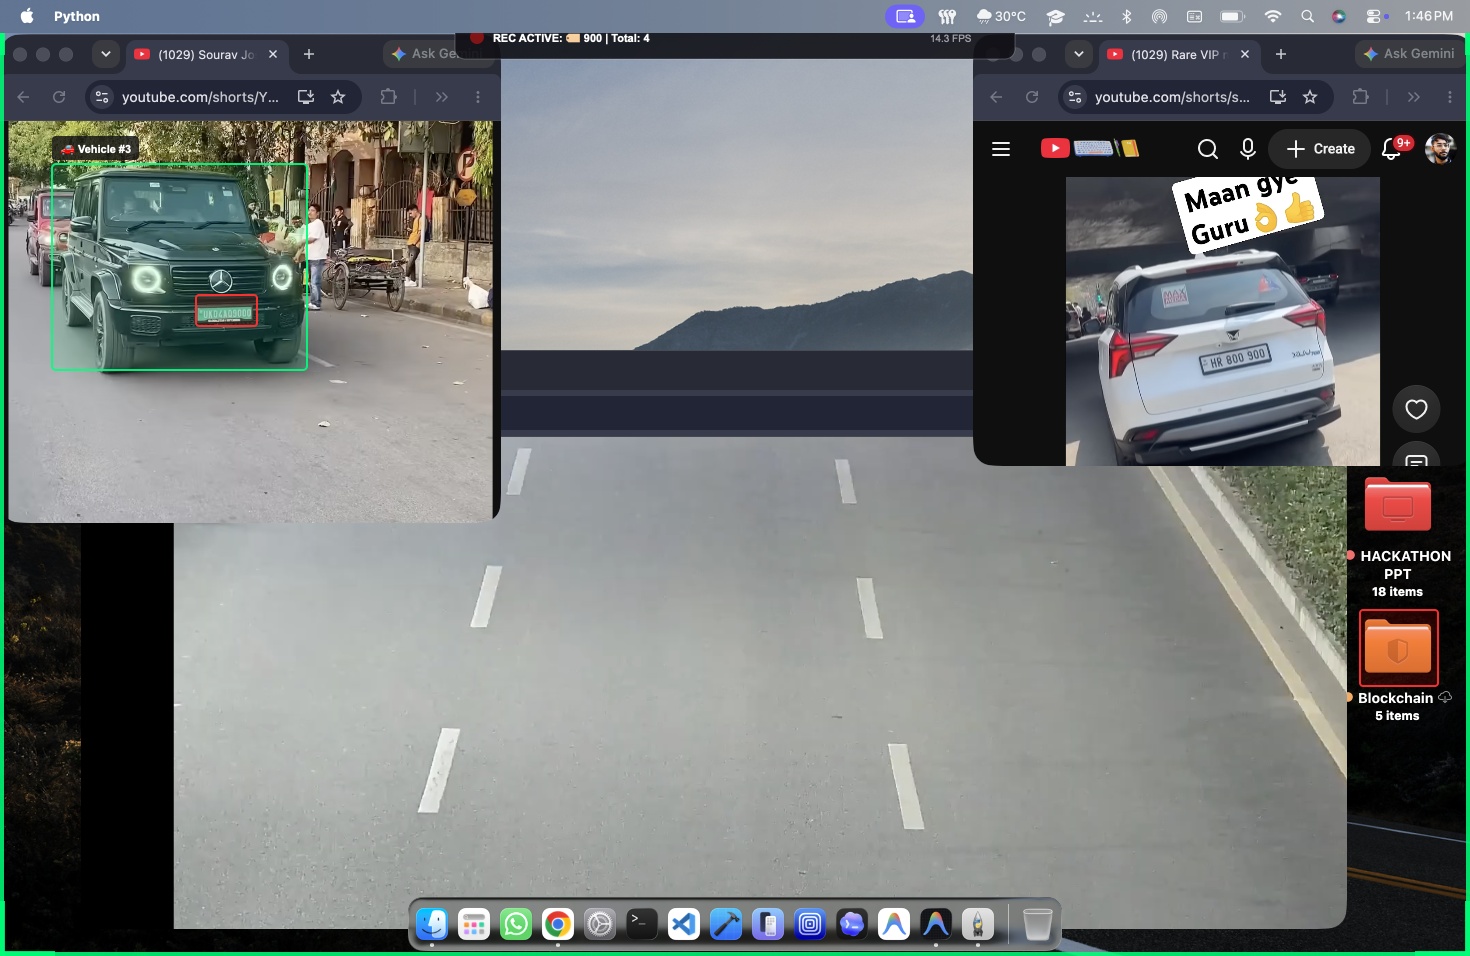 Python
30°C
1:46 PM
REC ACTIVE: 900 | Total: 4
14.3 FPS
(1029) Sourav Jo
Ask Ge
youtube.com/shorts/Y...
(1029) Rare VIP
Ask Gemini
youtube.com/shorts/s...
Vehicle #3
P
Create
9+
Maan gye
Guru👌👍
HR 800 900
HACKATHON
PPT
18 items
Blockchain
5 items